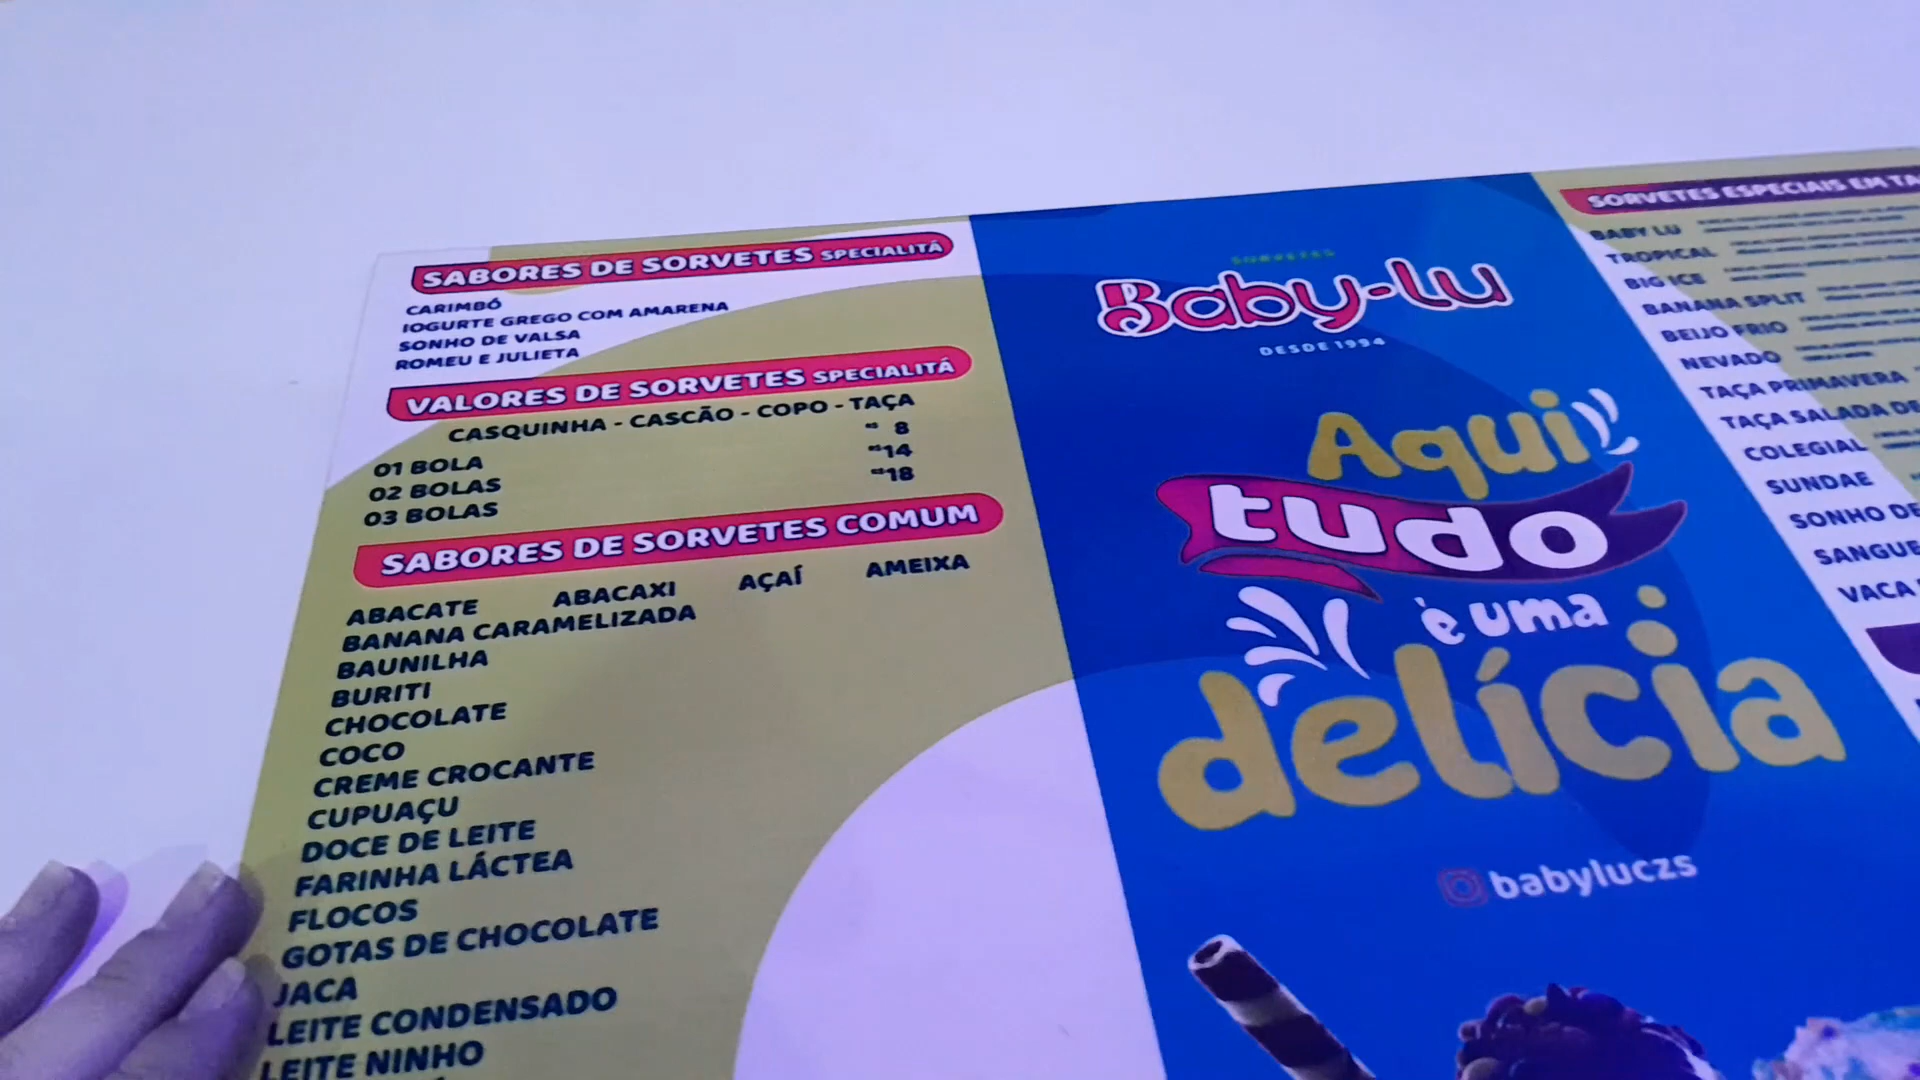 SABORES DE SORVETES SPECIALITÁ
CARIMBÓ
IOGURTE GREGO COM AMARENA
SONHO DE VALSA
ROMEU E JULIETA
VALORES DE SORVETES SPECIALITÁ
CASQUINHA - CASCÃO - COPO - TAÇA
01 BOLA R$ 8
02 BOLAS R$14
03 BOLAS R$18
SABORES DE SORVETES COMUM
ABACATE ABACAXI AÇAÍ AMEIXA
BANANA CARAMELIZADA
BAUNILHA
BURITI
CHOCOLATE
COCO
CREME CROCANTE
CUPUAÇU
DOCE DE LEITE
FARINHA LÁCTEA
FLOCOS
GOTAS DE CHOCOLATE
JACA
LEITE CONDENSADO
LEITE NINHO
SORVETES
Baby-Lu
DESDE 1994
Aqui
tudo
é uma
delícia
babyluczs
SORVETES ESPECIAIS EM
BABY LU
TROPICAL
BIG ICE
BANANA SPLIT
BEIJO FRIO
NEVADO
TAÇA PRIMAVERA
TAÇA SALADA DE
COLEGIAL
SUNDAE
SONHO DE
SANGUE
VACA